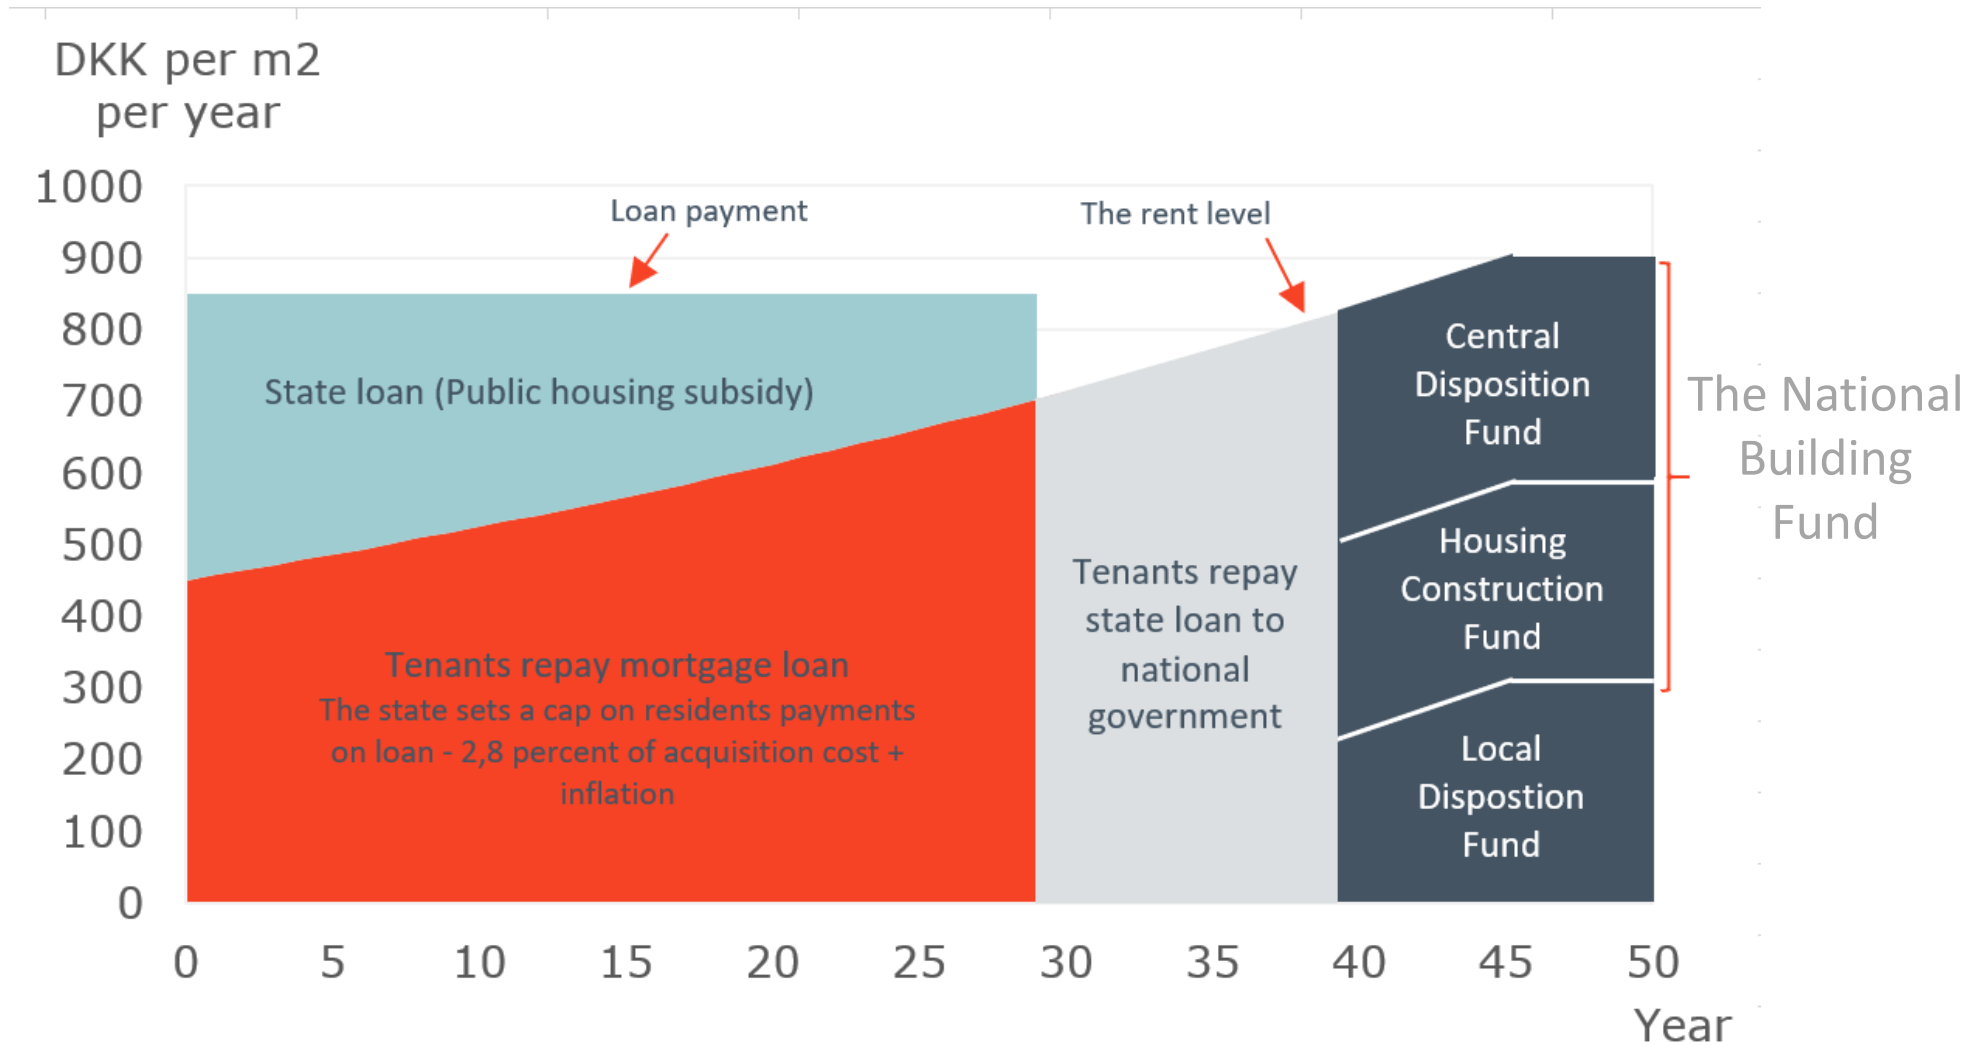 DKK per m2
per year
1000
900
800
700
600
500
400
300
200
100
0
Loan payment
The rent level
State loan (Public housing subsidy)
Tenants repay mortgage loan
The state sets a cap on residents payments
on loan - 2,8 percent of acquisition cost +
inflation
Tenants repay
state loan to
national
government
Central
Disposition
Fund
Housing
Construction
Fund
Local
Dispostion
Fund
The National
Building
Fund
0 5 10 15 20 25 30 35 40 45 50
Year